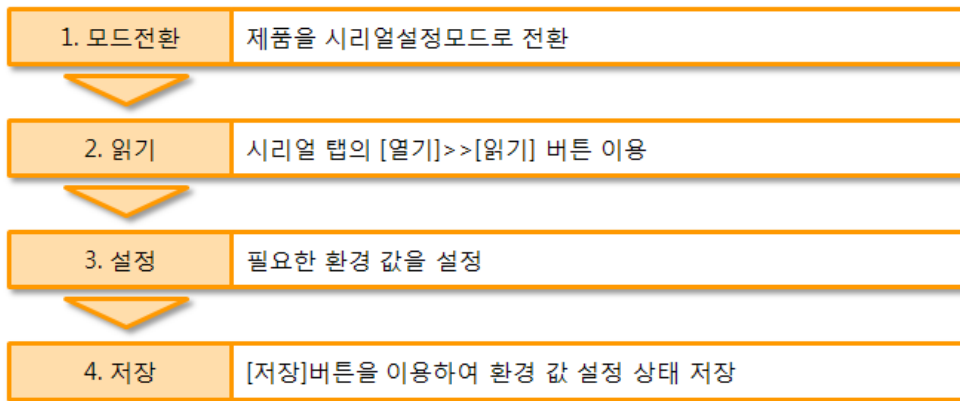 1. 모드전환 제품을 시리얼설정모드로 전환
2. 읽기 시리얼 탭의 [열기]>>[읽기] 버튼 이용
3. 설정 필요한 환경 값을 설정
4. 저장 [저장]버튼을 이용하여 환경 값 설정 상태 저장